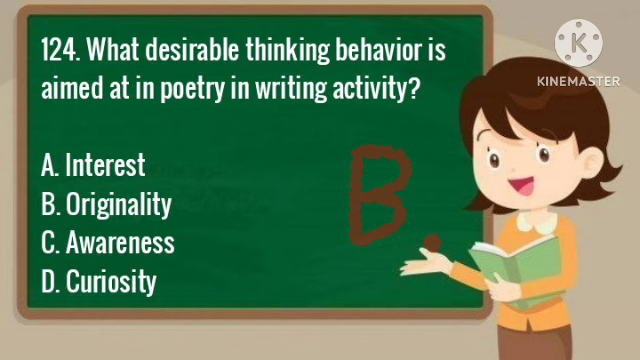 124. What desirable thinking behavior is
aimed at in poetry in writing activity?
A. Interest
B. Originality
C. Awareness
D. Curiosity
B.
K
KINEMASTER